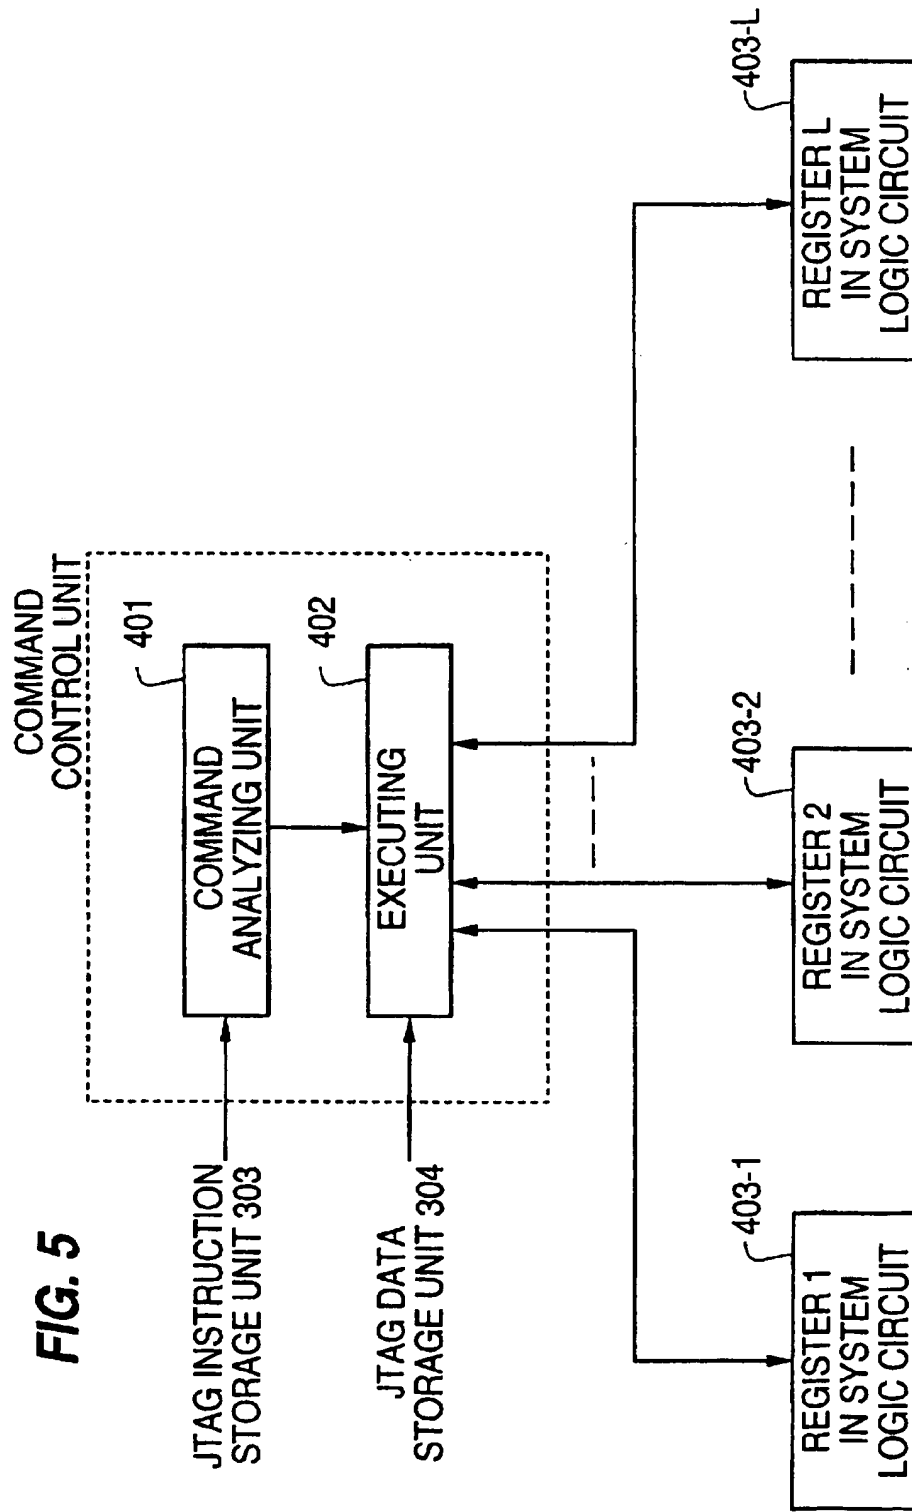 FIG. 5
COMMAND
CONTROL UNIT
JTAG INSTRUCTION
STORAGE UNIT 303
401
COMMAND
ANALYZING UNIT
JTAG DATA
STORAGE UNIT 304
402
EXECUTING
UNIT
403-1
REGISTER 1
IN SYSTEM
LOGIC CIRCUIT
403-2
REGISTER 2
IN SYSTEM
LOGIC CIRCUIT
403-L
REGISTER L
IN SYSTEM
LOGIC CIRCUIT